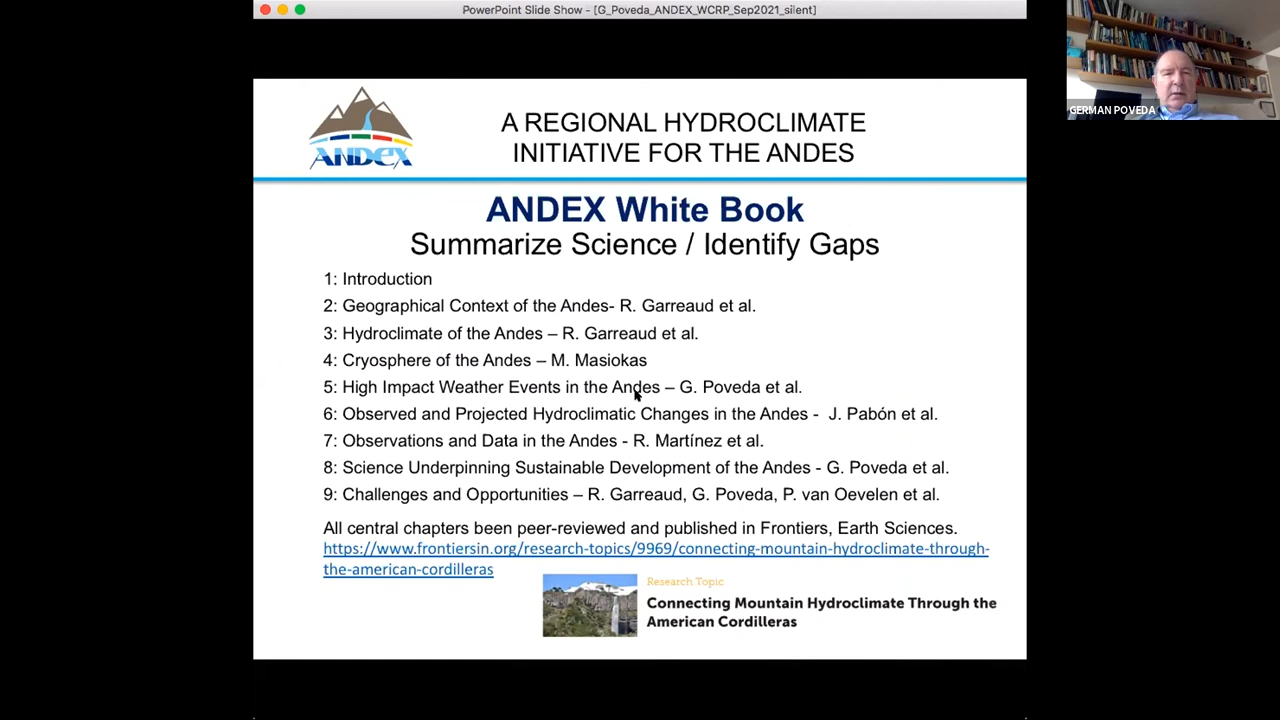 PowerPoint Slide Show - [G_Poveda_ANDEX_WCRP_Sep2021_silent]
GERMAN POVEDA
ANDEX
A REGIONAL HYDROCLIMATE
INITIATIVE FOR THE ANDES
ANDEX White Book
Summarize Science / Identify Gaps
1: Introduction
2: Geographical Context of the Andes- R. Garreaud et al.
3: Hydroclimate of the Andes – R. Garreaud et al.
4: Cryosphere of the Andes – M. Masiokas
5: High Impact Weather Events in the Andes – G. Poveda et al.
6: Observed and Projected Hydroclimatic Changes in the Andes - J. Pabón et al.
7: Observations and Data in the Andes - R. Martínez et al.
8: Science Underpinning Sustainable Development of the Andes - G. Poveda et al.
9: Challenges and Opportunities – R. Garreaud, G. Poveda, P. van Oevelen et al.
All central chapters been peer-reviewed and published in Frontiers, Earth Sciences.
https://www.frontiersin.org/research-topics/9969/connecting-mountain-hydroclimate-through-
the-american-cordilleras
Research Topic
Connecting Mountain Hydroclimate Through the
American Cordilleras